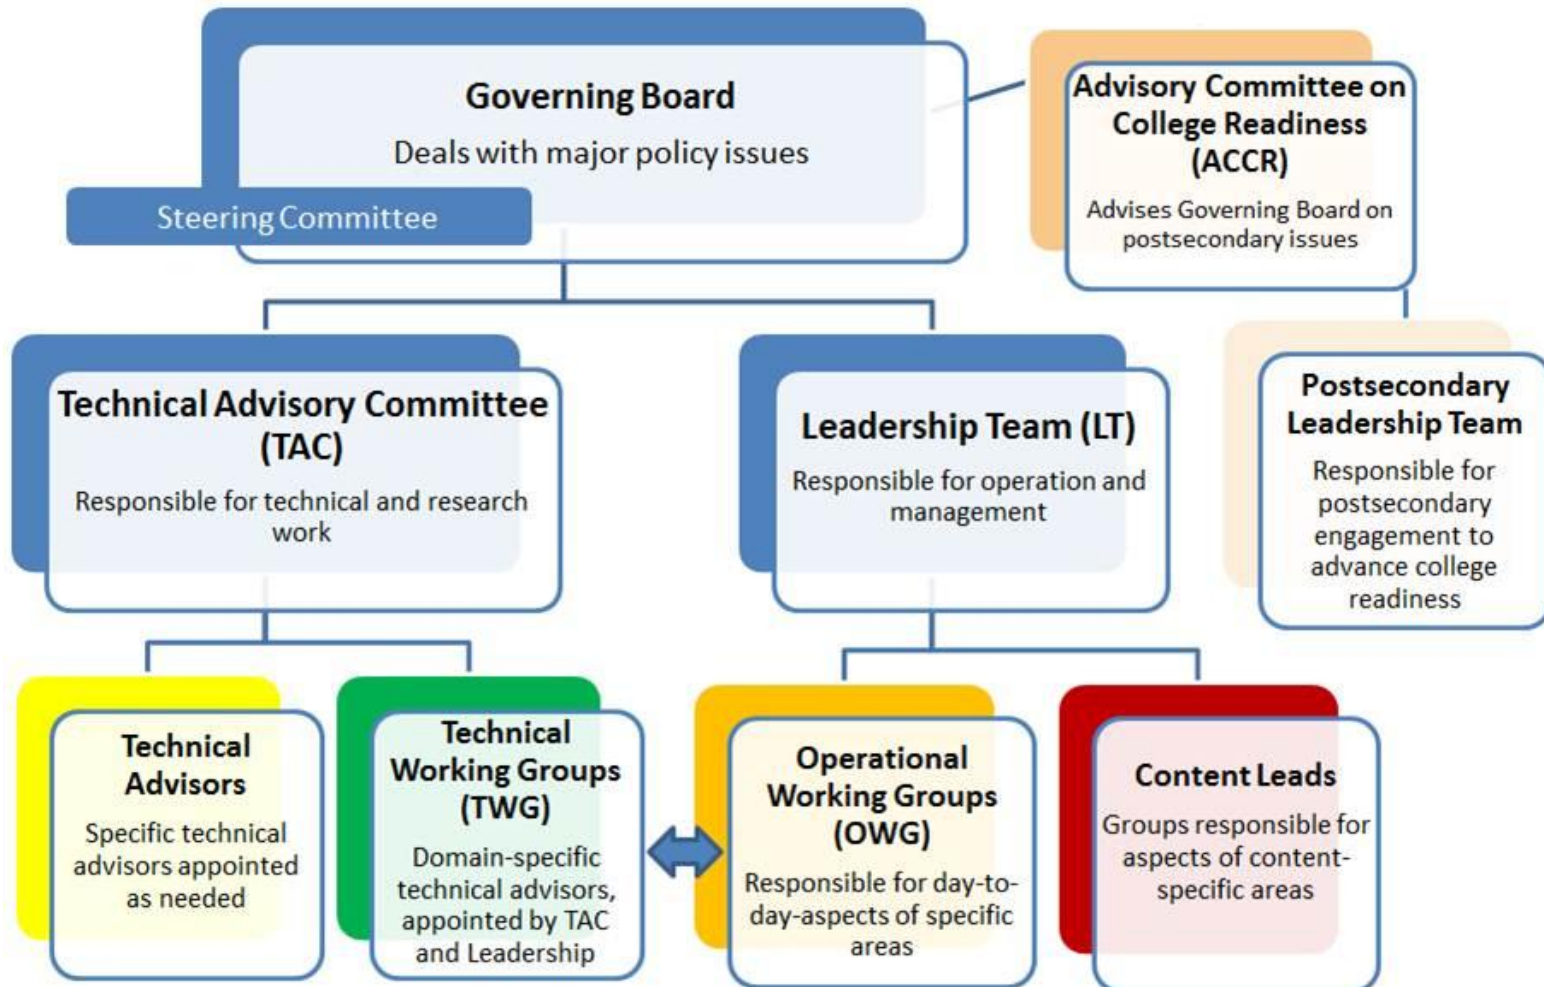 Governing Board
Deals with major policy issues
Steering Committee
Advisory Committee on
College Readiness
(ACCR)
Advises Governing Board on
postsecondary issues
Technical Advisory Committee
(TAC)
Responsible for technical and research
work
Leadership Team (LT)
Responsible for operation and
management
Postsecondary
Leadership Team
Responsible for
postsecondary
engagement to
advance college
readiness
Technical
Advisors
Specific technical
advisors appointed
as needed
Technical
Working Groups
(TWG)
Domain-specific
technical advisors,
appointed by TAC
and Leadership
Operational
Working Groups
(OWG)
Responsible for day-to-
day-aspects of specific
areas
Content Leads
Groups responsible for
aspects of content-
specific areas